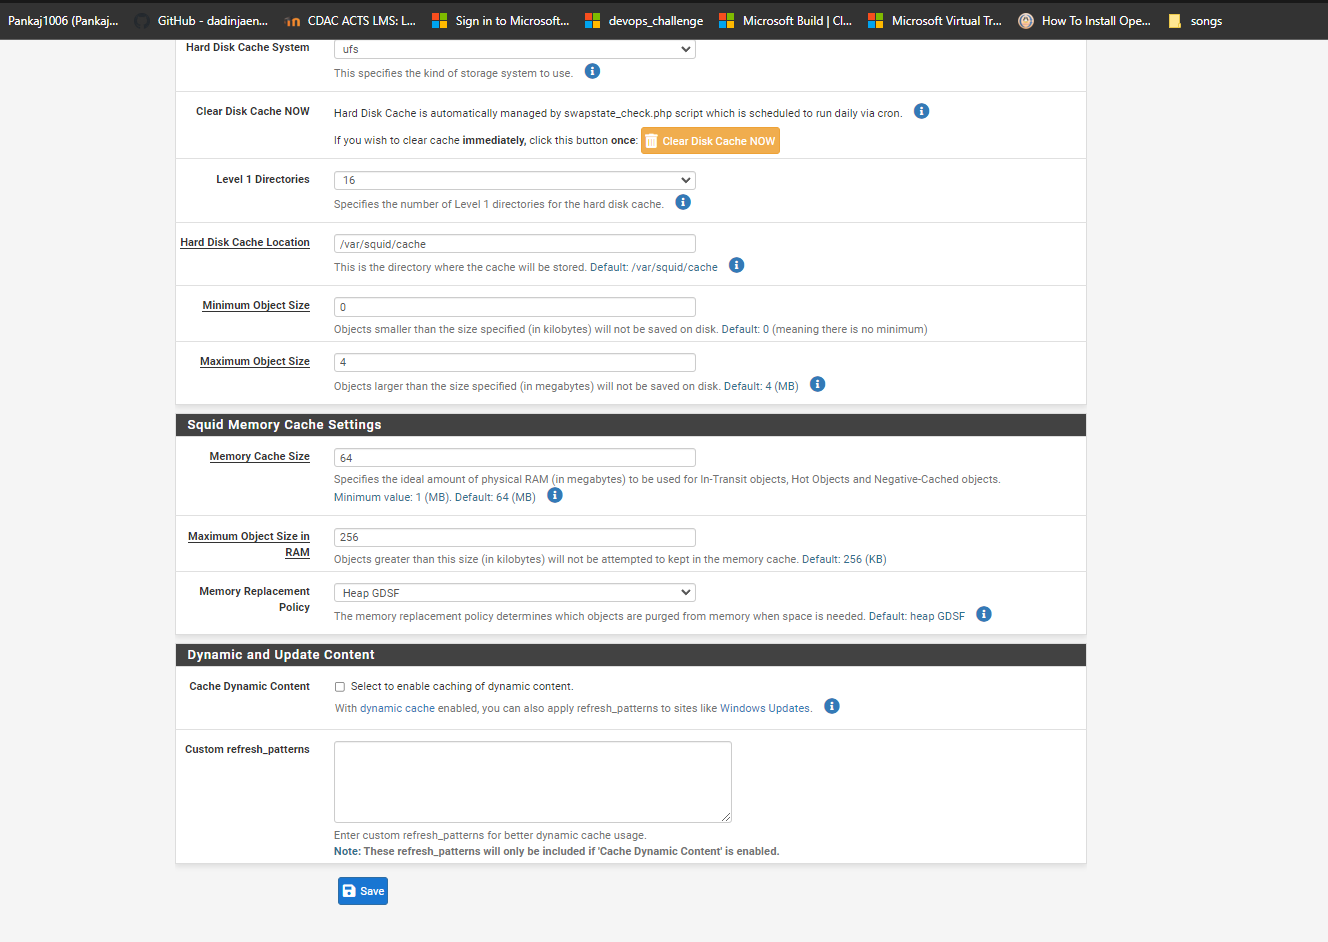 Pankaj1006 (Pankaj... GitHub - dadinjaen... CDAC ACTS LMS: L... Sign in to Microsoft... devops_challenge Microsoft Build | Cl... Microsoft Virtual Tr... How To Install Ope... songs
Hard Disk Cache System ufs
This specifies the kind of storage system to use.
Clear Disk Cache NOW Hard Disk Cache is automatically managed by swapstate_check.php script which is scheduled to run daily via cron.
If you wish to clear cache immediately, click this button once: Clear Disk Cache NOW
Level 1 Directories 16
Specifies the number of Level 1 directories for the hard disk cache.
Hard Disk Cache Location /var/squid/cache
This is the directory where the cache will be stored. Default: /var/squid/cache
Minimum Object Size 0
Objects smaller than the size specified (in kilobytes) will not be saved on disk. Default: 0 (meaning there is no minimum)
Maximum Object Size 4
Objects larger than the size specified (in megabytes) will not be saved on disk. Default: 4 (MB)
Squid Memory Cache Settings
Memory Cache Size 64
Specifies the ideal amount of physical RAM (in megabytes) to be used for In-Transit objects, Hot Objects and Negative-Cached objects.
Minimum value: 1 (MB). Default: 64 (MB)
Maximum Object Size in RAM 256
Objects greater than this size (in kilobytes) will not be attempted to kept in the memory cache. Default: 256 (KB)
Memory Replacement Policy Heap GDSF
The memory replacement policy determines which objects are purged from memory when space is needed. Default: heap GDSF
Dynamic and Update Content
Cache Dynamic Content Select to enable caching of dynamic content.
With dynamic cache enabled, you can also apply refresh_patterns to sites like Windows Updates.
Custom refresh_patterns
Enter custom refresh_patterns for better dynamic cache usage.
Note: These refresh_patterns will only be included if 'Cache Dynamic Content' is enabled.
Save